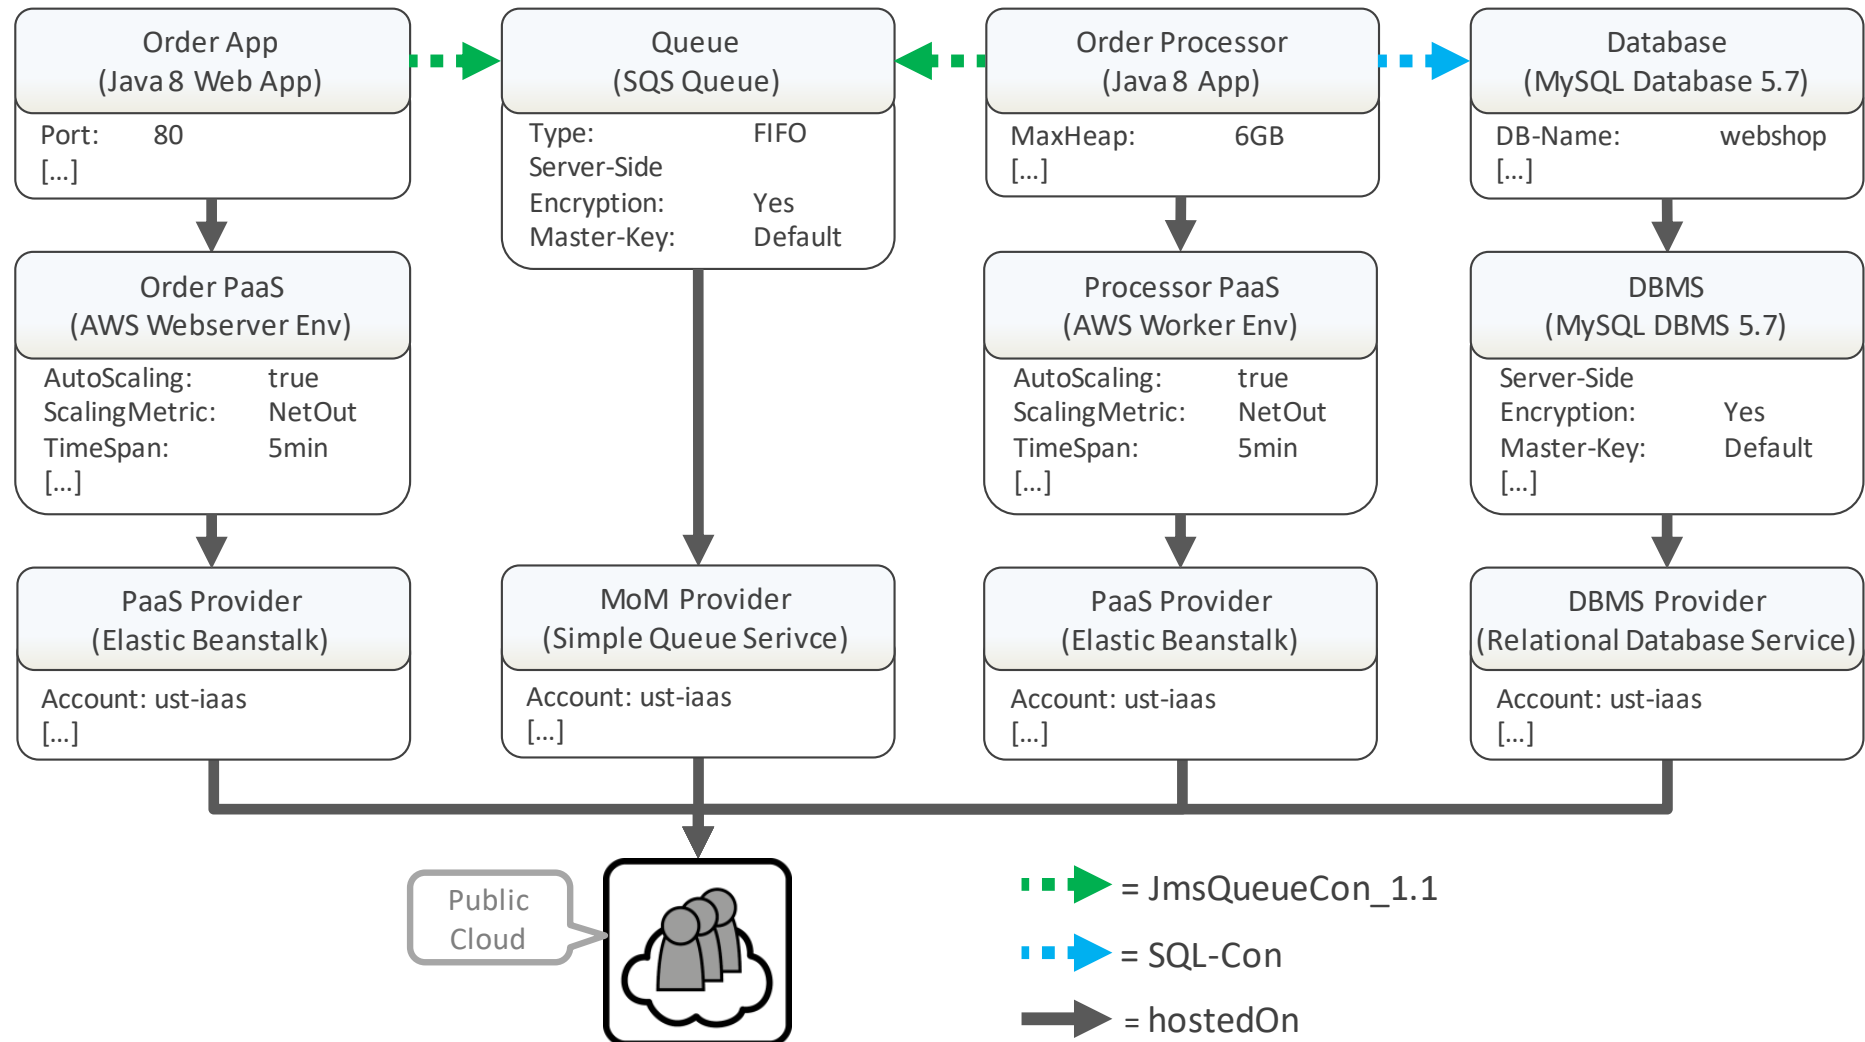 Order App
(Java 8 Web App)
Port: 80
[...]
Queue
(SQS Queue)
Type: FIFO
Server-Side
Encryption: Yes
Master-Key: Default
Order Processor
(Java 8 App)
MaxHeap: 6GB
[...]
Database
(MySQL Database 5.7)
DB-Name: webshop
[...]
Order PaaS
(AWS Webserver Env)
AutoScaling: true
ScalingMetric: NetOut
TimeSpan: 5min
[...]
Processor PaaS
(AWS Worker Env)
AutoScaling: true
ScalingMetric: NetOut
TimeSpan: 5min
[...]
DBMS
(MySQL DBMS 5.7)
Server-Side
Encryption: Yes
Master-Key: Default
[...]
PaaS Provider
(Elastic Beanstalk)
Account: ust-iaas
[...]
MoM Provider
(Simple Queue Serivce)
Account: ust-iaas
[...]
PaaS Provider
(Elastic Beanstalk)
Account: ust-iaas
[...]
DBMS Provider
(Relational Database Service)
Account: ust-iaas
[...]
Public
Cloud
= JmsQueueCon_1.1
= SQL-Con
= hostedOn